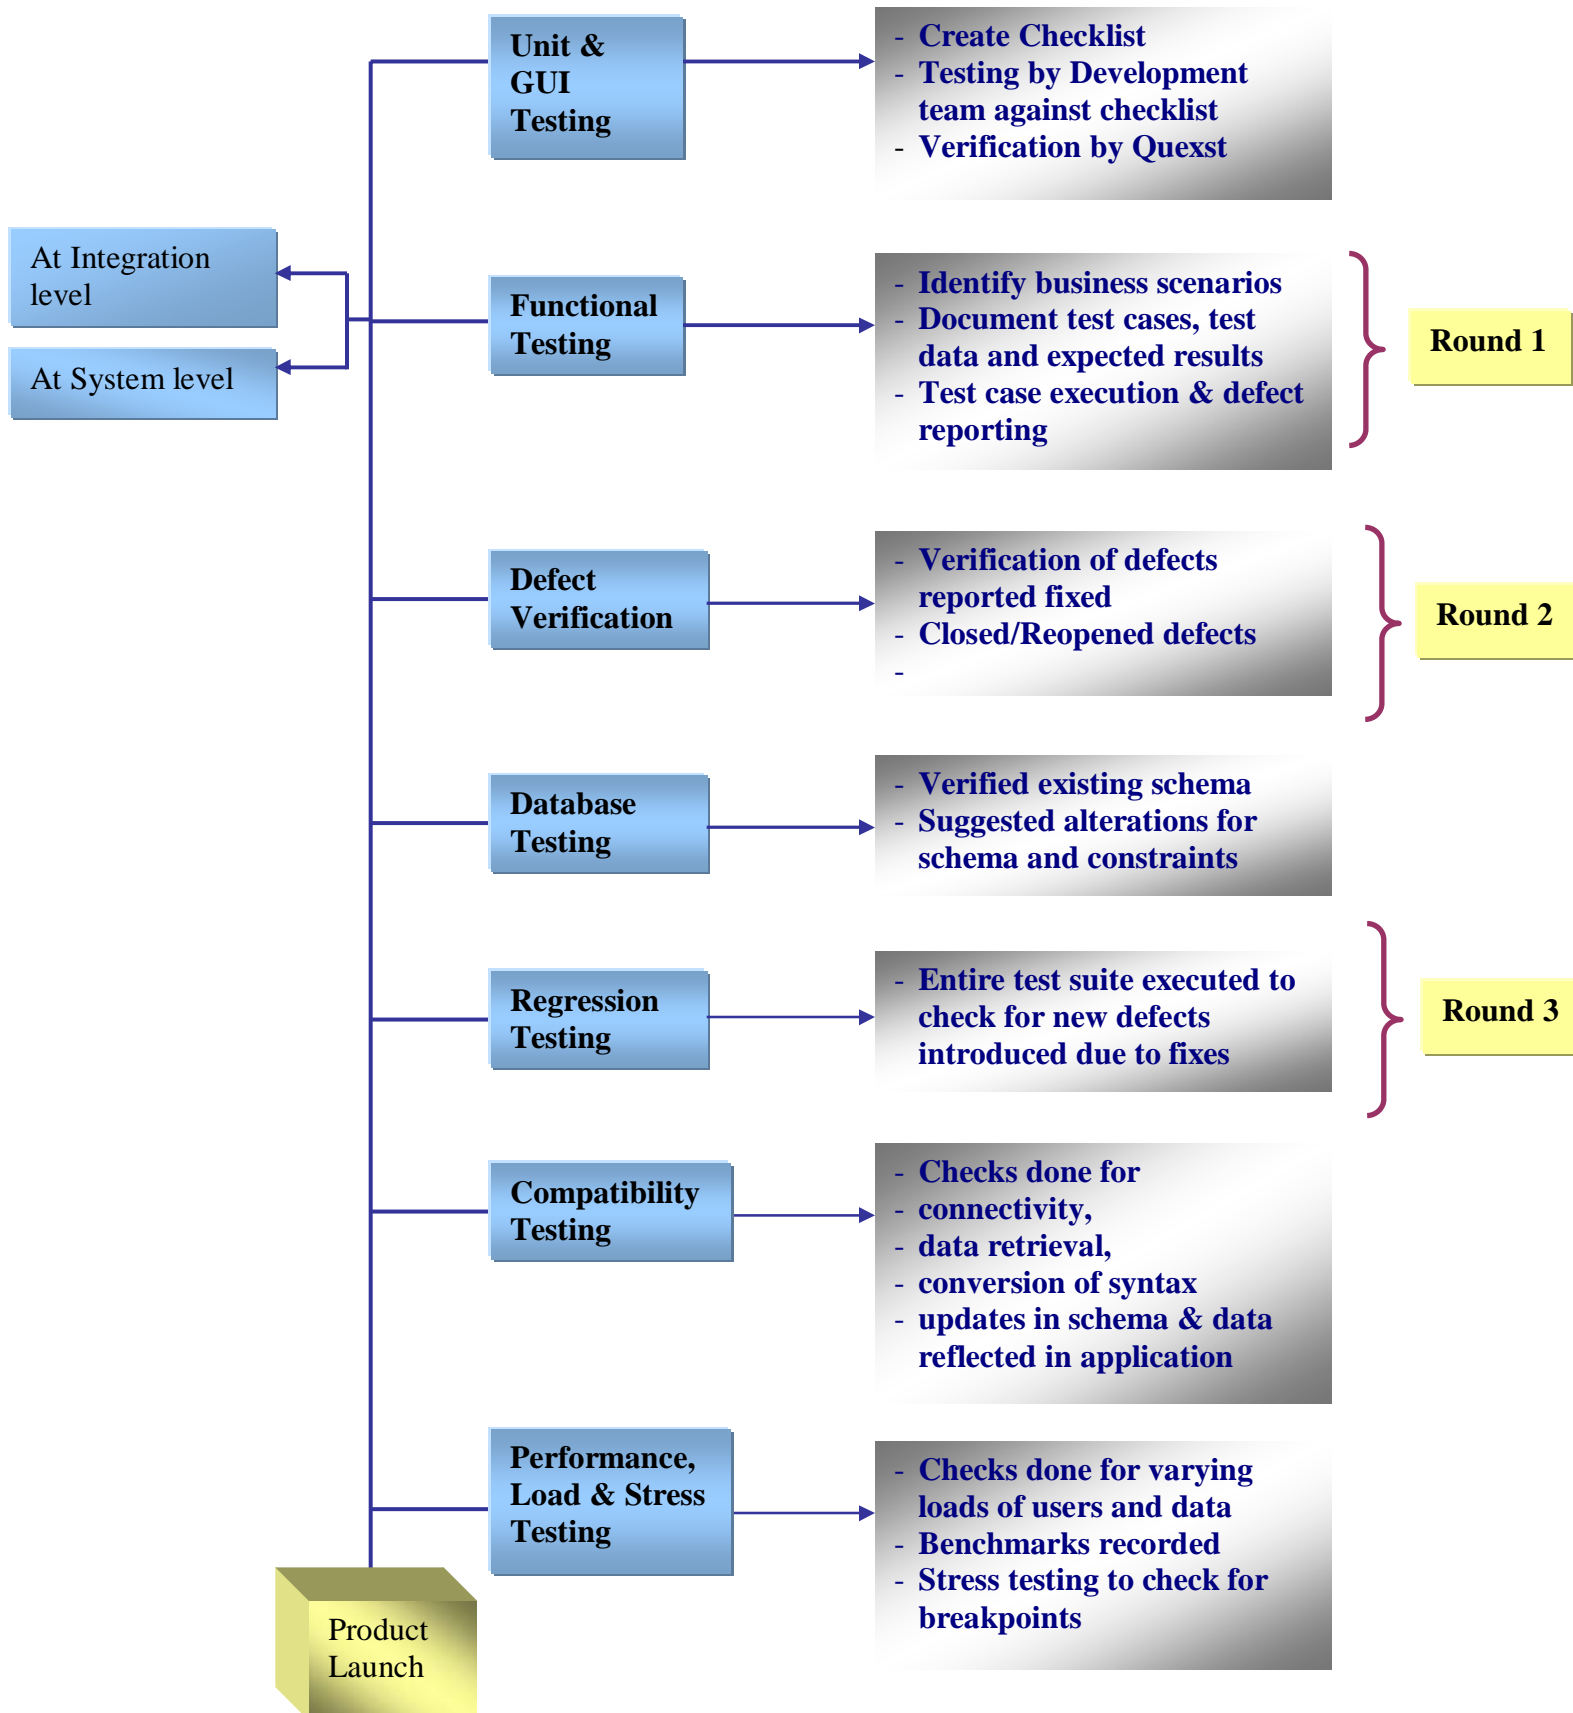 Unit &
GUI
Testing
- Create Checklist
- Testing by Development
team against checklist
- Verification by Quexst
At Integration
level
At System level
Functional
Testing
- Identify business scenarios
- Document test cases, test
data and expected results
- Test case execution & defect
reporting
Round 1
Defect
Verification
- Verification of defects
reported fixed
- Closed/Reopened defects
-
Round 2
Database
Testing
- Verified existing schema
- Suggested alterations for
schema and constraints
Regression
Testing
- Entire test suite executed to
check for new defects
introduced due to fixes
Round 3
Compatibility
Testing
- Checks done for
- connectivity,
- data retrieval,
- conversion of syntax
- updates in schema & data
reflected in application
Performance,
Load & Stress
Testing
- Checks done for varying
loads of users and data
- Benchmarks recorded
- Stress testing to check for
breakpoints
Product
Launch